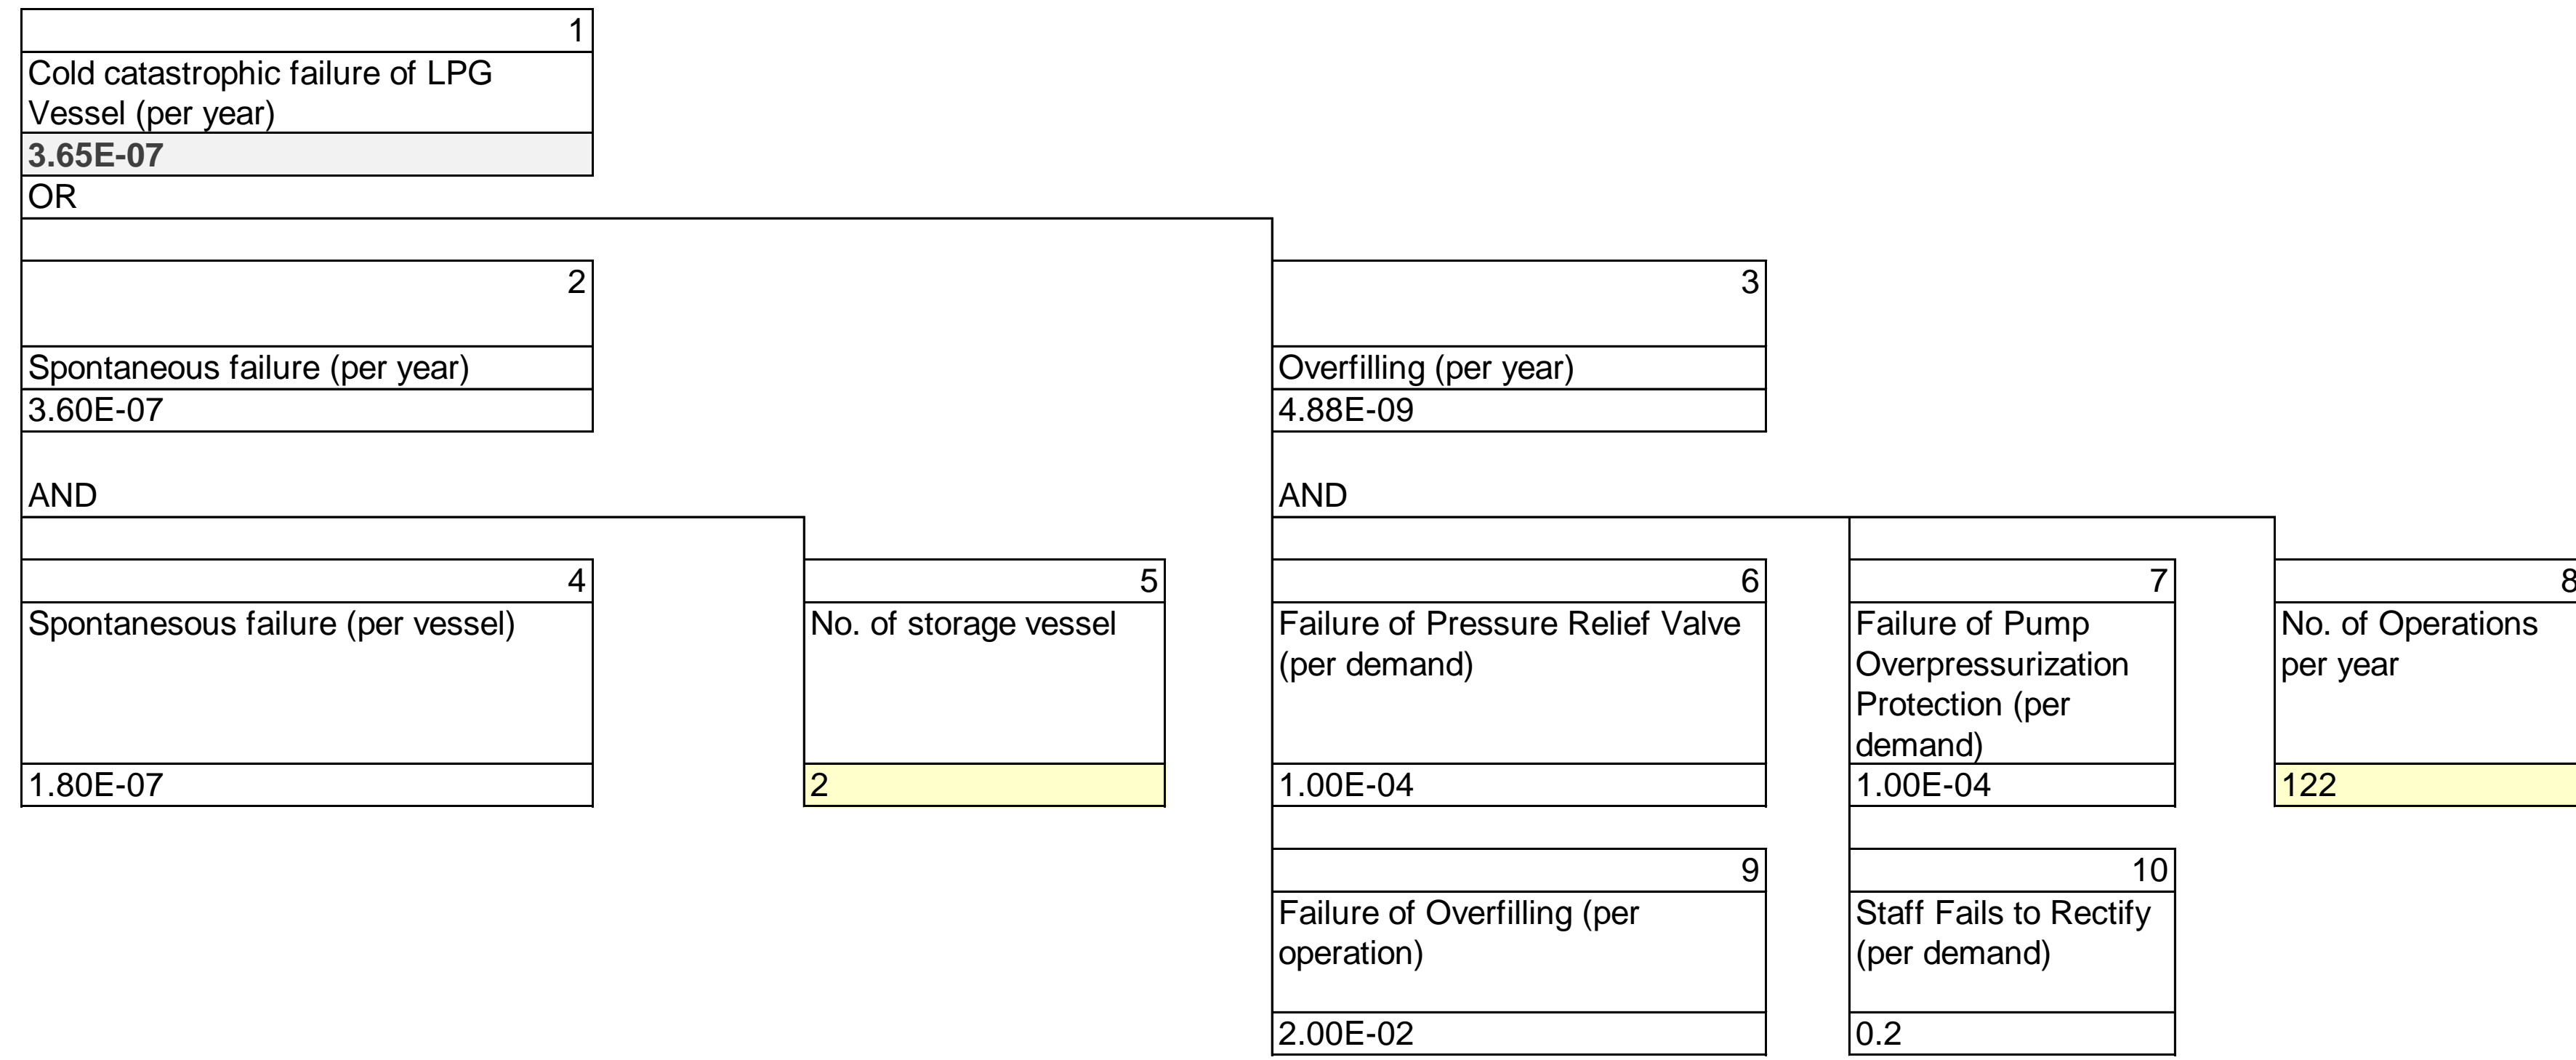 1
Cold catastrophic failure of LPG
Vessel (per year)
3.65E-07
OR
2
Spontaneous failure (per year)
3.60E-07
3
Overfilling (per year)
4.88E-09
AND
AND
4
Spontanesous failure (per vessel)
1.80E-07
5
No. of storage vessel
2
6
Failure of Pressure Relief Valve
(per demand)
1.00E-04
7
Failure of Pump
Overpressurization
Protection (per
demand)
1.00E-04
8
No. of Operations
per year
122
9
Failure of Overfilling (per
operation)
2.00E-02
10
Staff Fails to Rectify
(per demand)
0.2